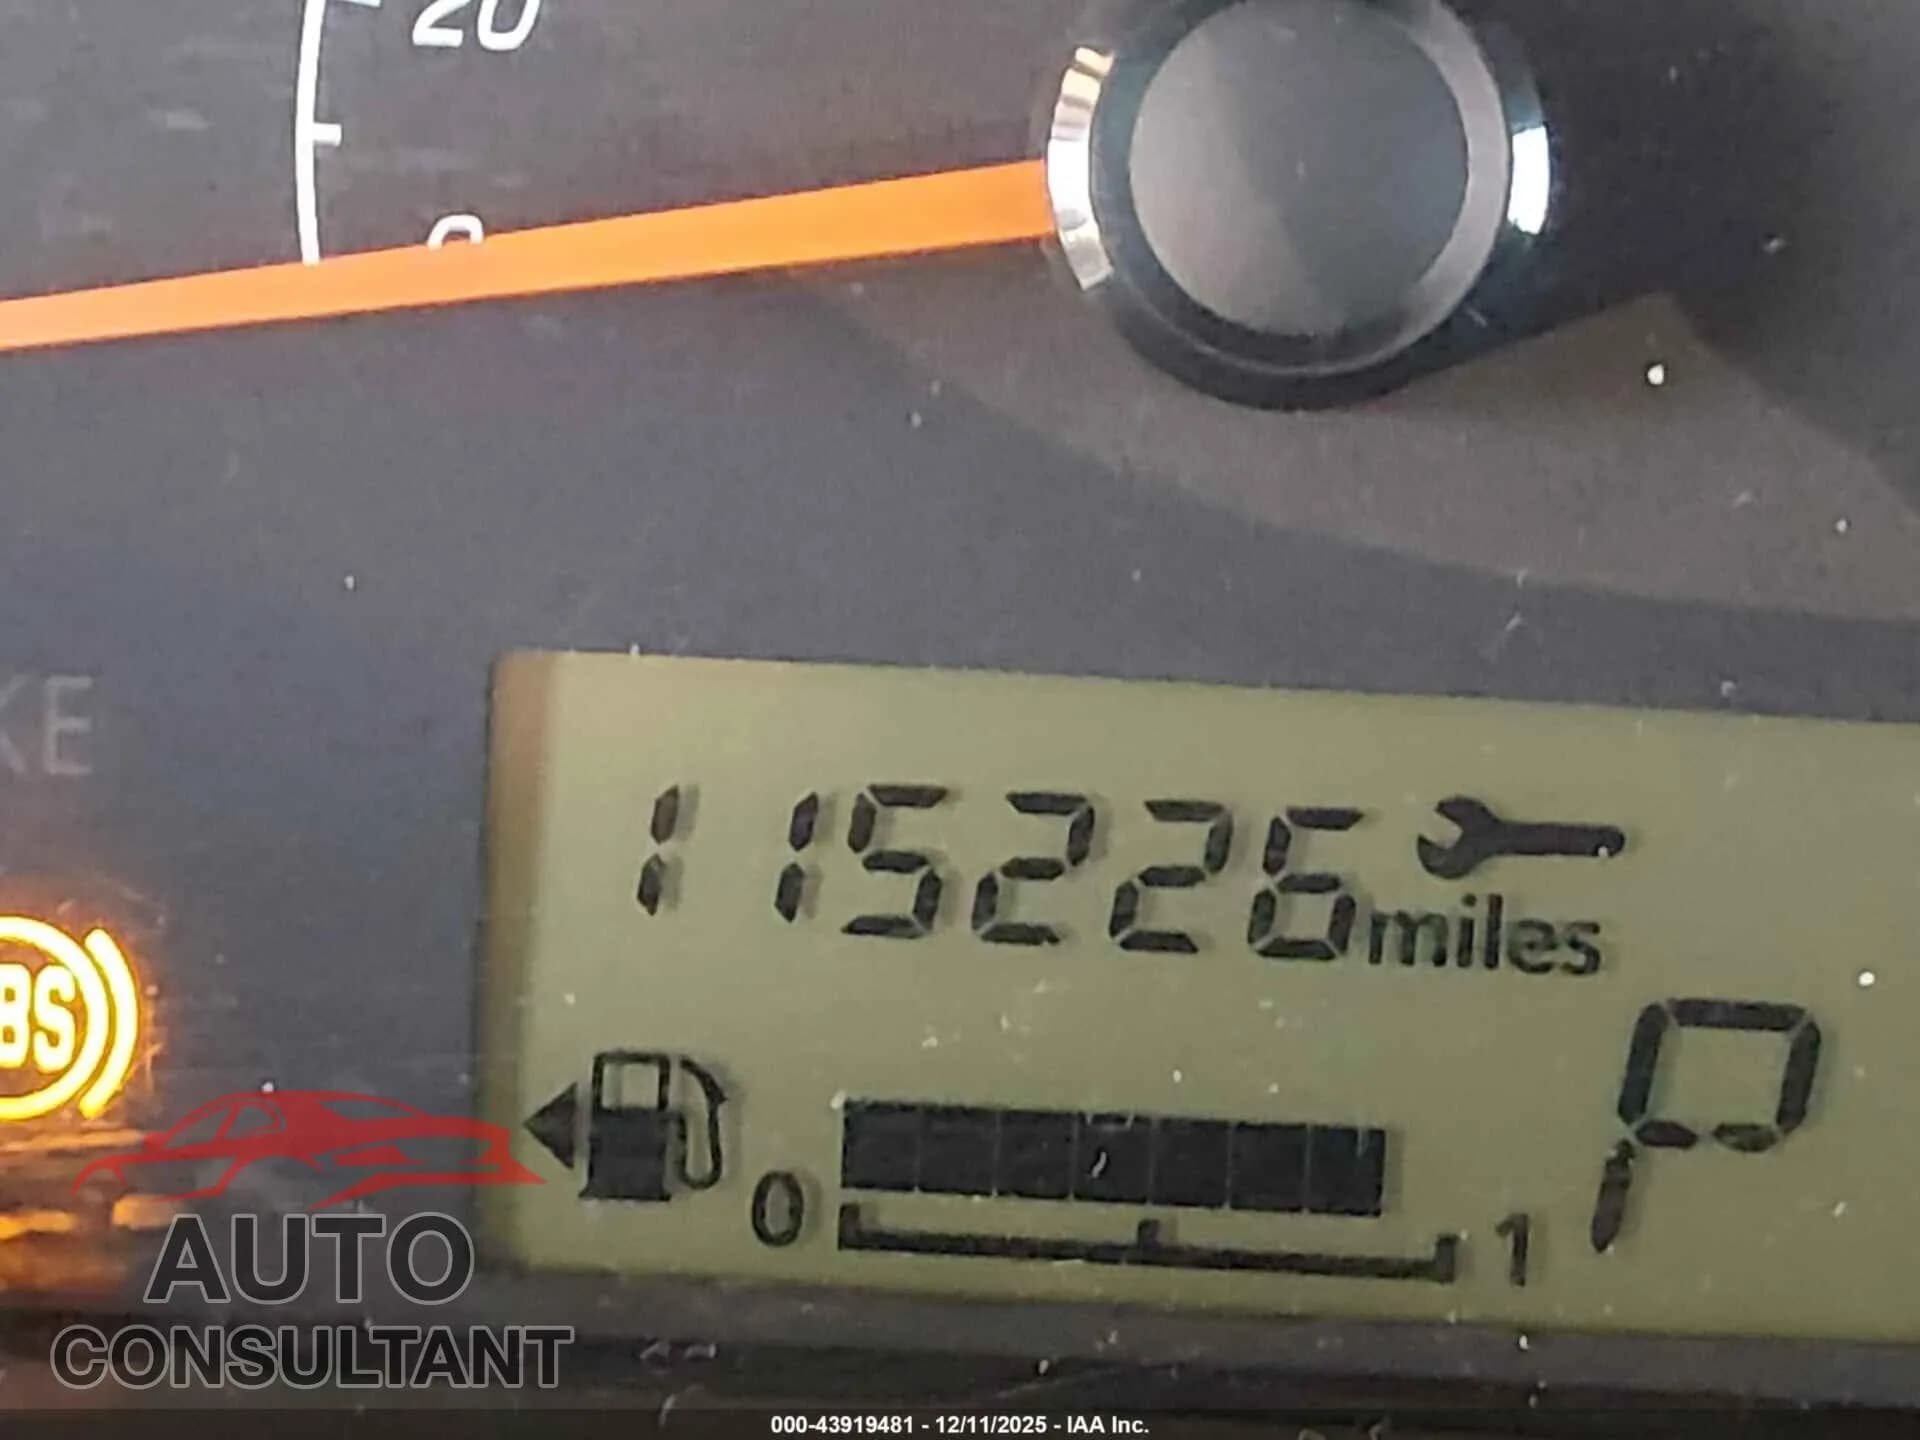 20
0
KE
BS
115226 miles
P
0
1
AUTO
CONSULTANT
000-43919481 - 12/11/2025 - IAA Inc.